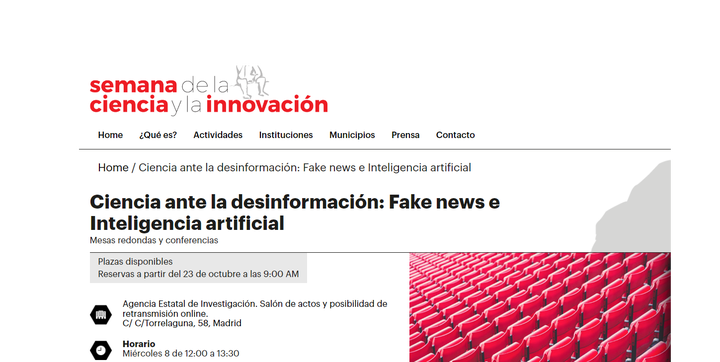 semana de la
ciencia y la innovación
Home ¿Qué es? Actividades Instituciones Municipios Prensa Contacto
Home / Ciencia ante la desinformación: Fake news e Inteligencia artificial
Ciencia ante la desinformación: Fake news e
Inteligencia artificial
Mesas redondas y conferencias
Plazas disponibles
Reservas a partir del 23 de octubre a las 9:00 AM
Agencia Estatal de Investigación. Salón de actos y posibilidad de
retransmisión online.
C/ C/Torrelaguna, 58, Madrid
Horario
Miércoles 8 de 12:00 a 13:30